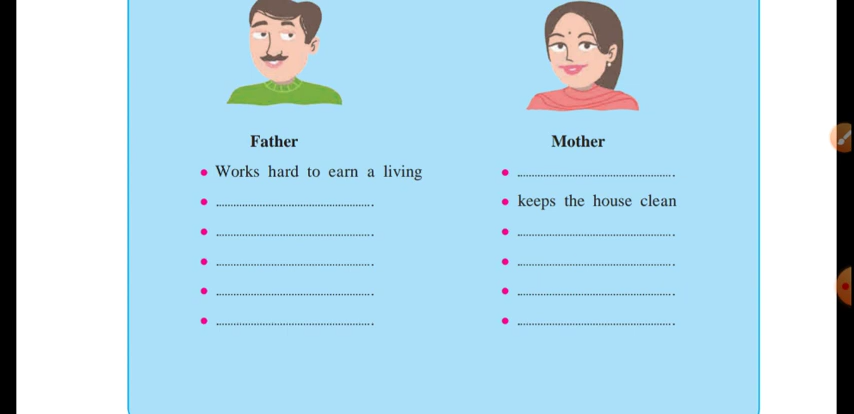 Father
Mother
Works hard to earn a living
keeps the house clean